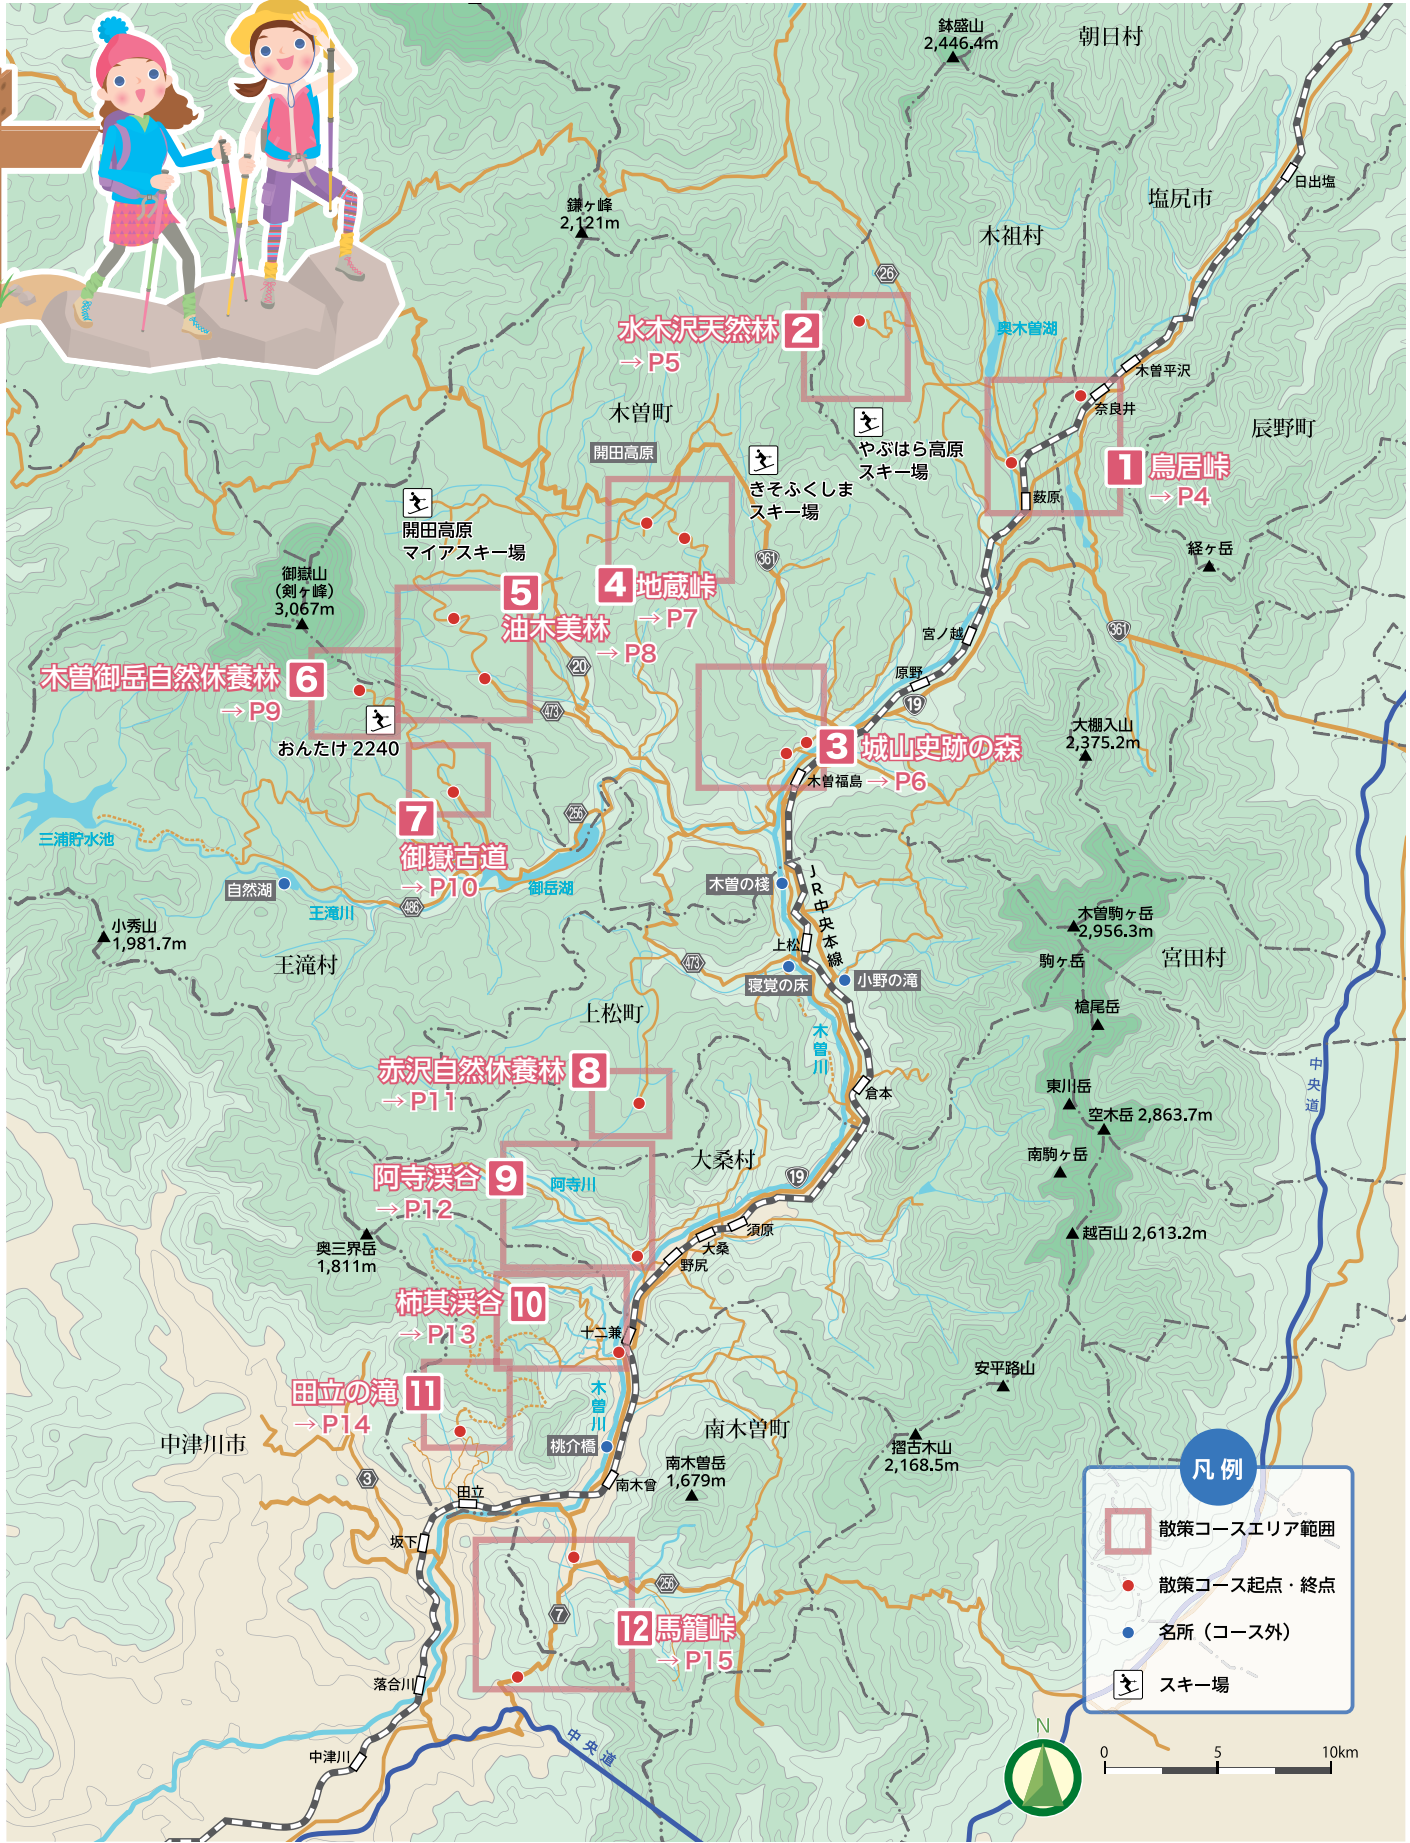 鉢盛山
2,446.4m
朝日村
日出塩
塩尻市
鎌ヶ峰
2,121m
木祖村
26
水木沢天然林 2
→ P5
奥木曽湖
木曽平沢
奈良井
木曽町
辰野町
開田高原
やぶはら高原
スキー場
1 鳥居峠
→ P4
きそふくしま
スキー場
藪原
開田高原
マイアスキー場
経ヶ岳
361
御嶽山
(剣ヶ峰)
3,067m
5
油木美林
→ P8
4 地蔵峠
→ P7
宮ノ越
361
20
原野
木曽御岳自然休養林 6
→ P9
473
19
大棚入山
2,375.2m
おんたけ 2240
3 城山史跡の森
→ P6
木曽福島
7
御嶽古道
→ P10
256
三浦貯水池
自然湖
王滝川
486
御岳湖
木曽の棧
JR中央本線
小秀山
1,981.7m
木曽駒ヶ岳
2,956.3m
上松
駒ヶ岳
宮田村
王滝村
473
寝覚の床
小野の滝
上松町
槍尾岳
木曽川
中央道
赤沢自然休養林 8
→ P11
倉本
東川岳
空木岳 2,863.7m
大桑村
南駒ヶ岳
阿寺渓谷 9
→ P12
阿寺川
19
須原
越百山 2,613.2m
大桑
奥三界岳
1,811m
野尻
柿其渓谷 10
→ P13
十二兼
安平路山
田立の滝 11
→ P14
木曽川
中津川市
南木曽町
桃介橋
摺古木山
2,168.5m
南木曽岳
1,679m
3
南木曽
田立
坂下
256
7
12 馬籠峠
→ P15
落合川
中津川
中央道
凡例
散策コースエリア範囲
散策コース起点・終点
名所（コース外）
スキー場
N
0 5 10km